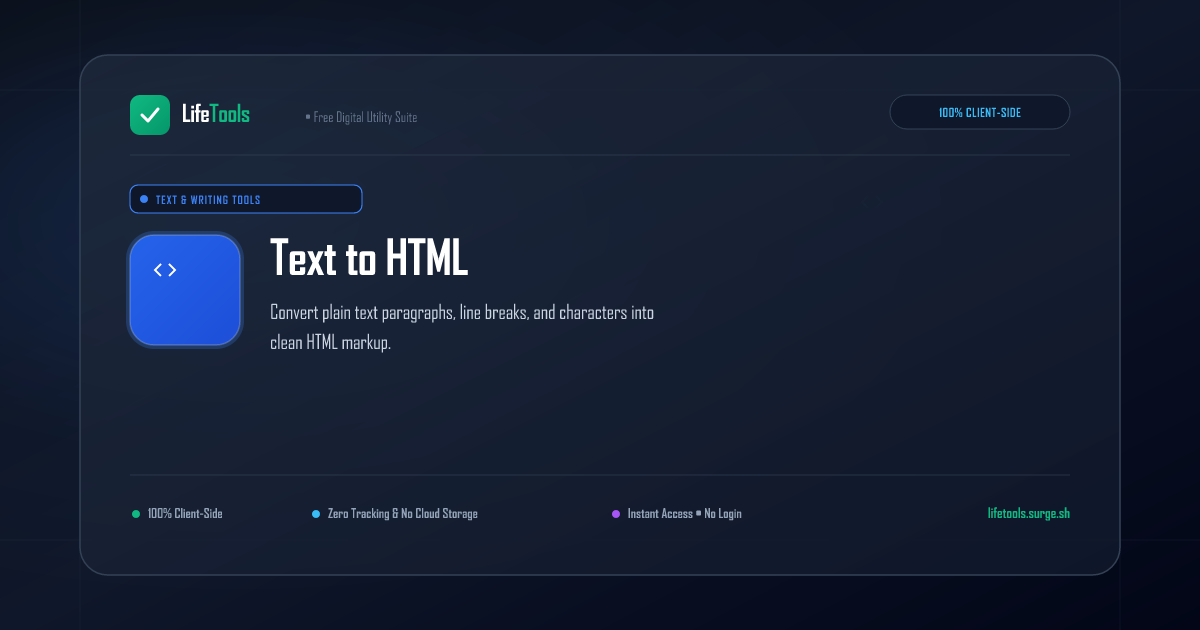 LifeTools
▪ Free Digital Utility Suite
100% CLIENT-SIDE
TEXT & WRITING TOOLS
Text to HTML
Convert plain text paragraphs, line breaks, and characters into
clean HTML markup.
100% Client-Side
Zero Tracking & No Cloud Storage
Instant Access ▪ No Login
lifetools.surge.sh